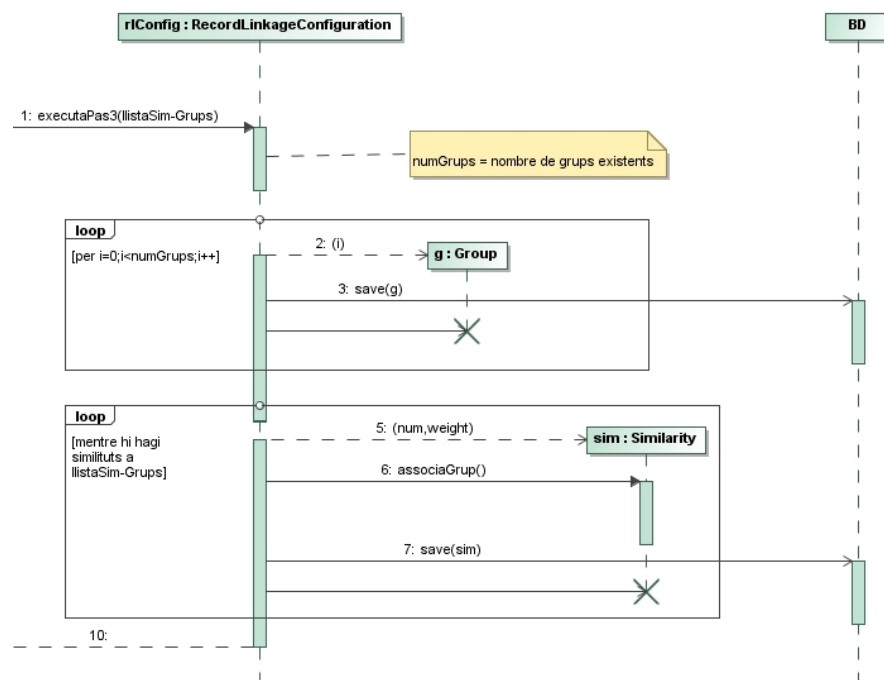 rlConfig : RecordLinkageConfiguration
BD
1: executaPas3(llistaSim-Grups)
numGrups = nombre de grups existents
loop
[per i=0;i<numGrups;i++]
2: (i)
g : Group
3: save(g)
loop
[mentre hi hagi
similituts a
llistaSim-Grups]
5: (num,weight)
sim : Similarity
6: associaGrup()
7: save(sim)
10: